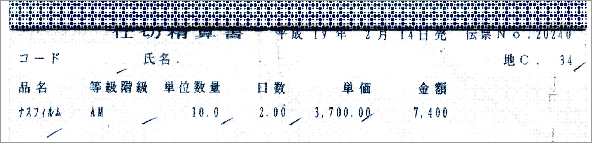 仕切精算書 平成19年 2月14日発 伝票No.20240
コード 氏名. 地C. 34
品名 等級階級 単位数量 口数 単価 金額
ナスフィルム AM 10.0 2.00 3,700.00 7,400